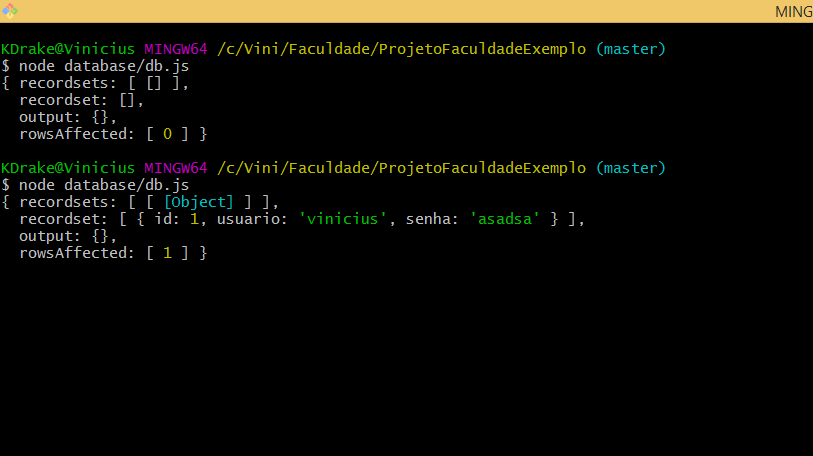 MING
KDrake@Vinicius MINGW64 /c/Vini/Faculdade/ProjetoFaculdadeExemplo (master)
$ node database/db.js
{ recordsets: [ [] ],
  recordset: [],
  output: {},
  rowsAffected: [ 0 ] }
KDrake@Vinicius MINGW64 /c/Vini/Faculdade/ProjetoFaculdadeExemplo (master)
$ node database/db.js
{ recordsets: [ [ [Object] ] ],
  recordset: [ { id: 1, usuario: 'vinicius', senha: 'asadsa' } ],
  output: {},
  rowsAffected: [ 1 ] }